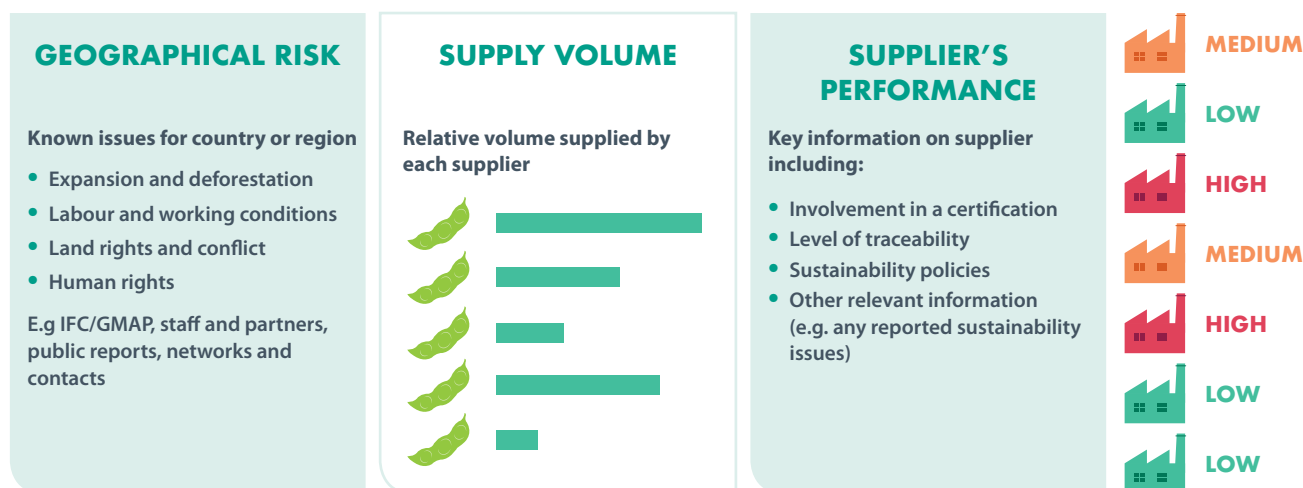 GEOGRAPHICAL RISK
Known issues for country or region
• Expansion and deforestation
• Labour and working conditions
• Land rights and conflict
• Human rights
E.g IFC/GMAP, staff and partners,
public reports, networks and
contacts
SUPPLY VOLUME
Relative volume supplied by
each supplier
SUPPLIER’S
PERFORMANCE
Key information on supplier
including:
• Involvement in a certification
• Level of traceability
• Sustainability policies
• Other relevant information
(e.g. any reported sustainability
issues)
MEDIUM
LOW
HIGH
MEDIUM
HIGH
LOW
LOW